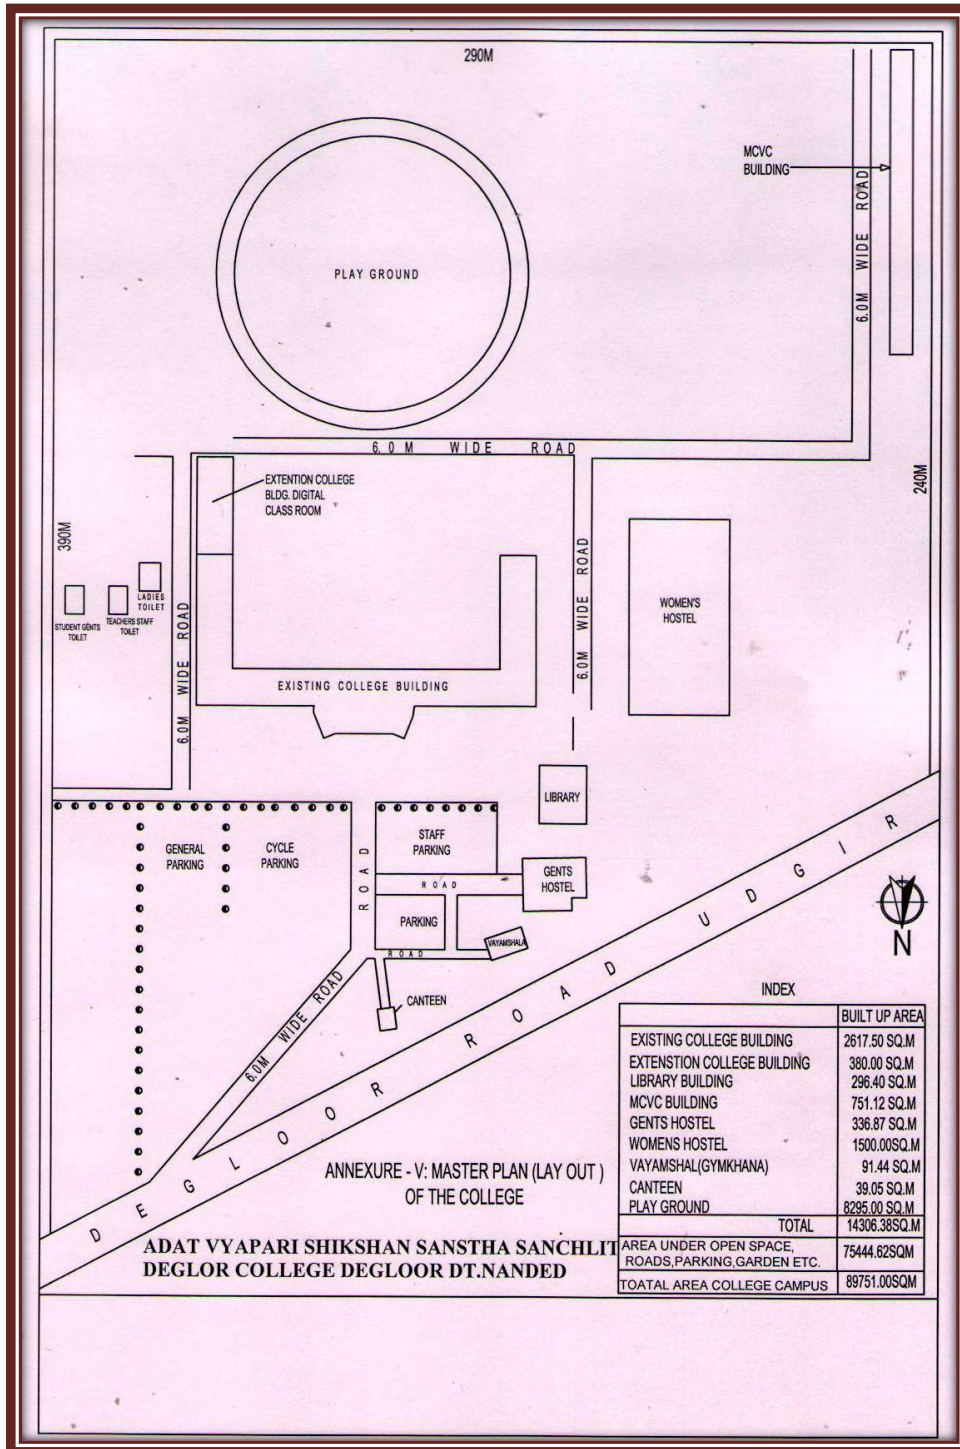 290M
MCVC
BUILDING
6.0M WIDE ROAD
PLAY GROUND
6.0 M WIDE ROAD
EXTENTION COLLEGE
BLDG. DIGITAL
CLASS ROOM
240M
390M
LADIES
TOILET
STUDENT GENTS
TOILET
TEACHERS STAFF
TOILET
6.0M WIDE ROAD
6.0M WIDE ROAD
WOMEN'S
HOSTEL
EXISTING COLLEGE BUILDING
LIBRARY
GENERAL
PARKING
CYCLE
PARKING
ROAD
STAFF
PARKING
ROAD
GENTS
HOSTEL
PARKING
ROAD
VAYAMSHALA
CANTEEN
6.0M WIDE ROAD
DEGLOOR ROAD UDGIR
N
INDEX
BUILT UP AREA
EXISTING COLLEGE BUILDING 2617.50 SQ.M
EXTENSTION COLLEGE BUILDING 380.00 SQ.M
LIBRARY BUILDING 296.40 SQ.M
MCVC BUILDING 751.12 SQ.M
GENTS HOSTEL 336.87 SQ.M
WOMENS HOSTEL 1500.00SQ.M
VAYAMSHAL(GYMKHANA) 91.44 SQ.M
CANTEEN 39.05 SQ.M
PLAY GROUND 8295.00 SQ.M
TOTAL 14306.38SQ.M
AREA UNDER OPEN SPACE,
ROADS,PARKING,GARDEN ETC. 75444.62SQM
TOATAL AREA COLLEGE CAMPUS 89751.00SQM
ANNEXURE - V: MASTER PLAN (LAY OUT )
OF THE COLLEGE
ADAT VYAPARI SHIKSHAN SANSTHA SANCHLIT
DEGLOR COLLEGE DEGLOOR DT.NANDED